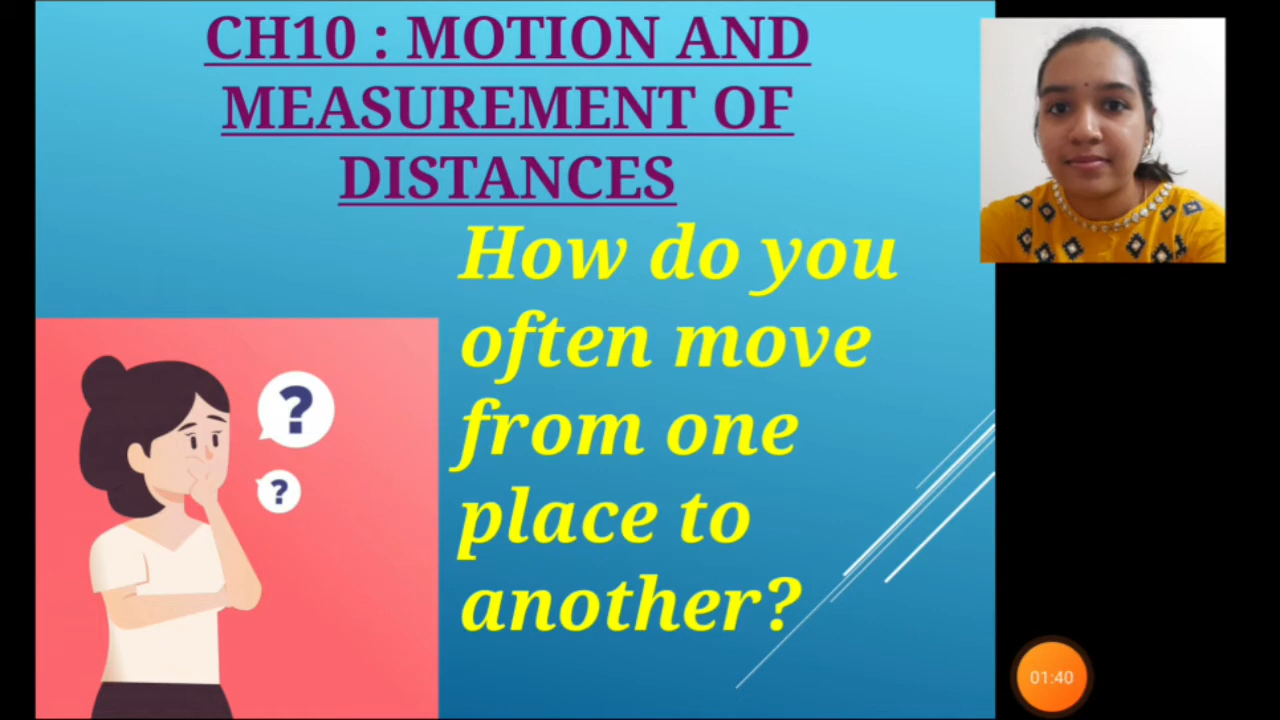 CH10 : MOTION AND
MEASUREMENT OF
DISTANCES
How do you
often move
from one
place to
another?
?
?
01:40